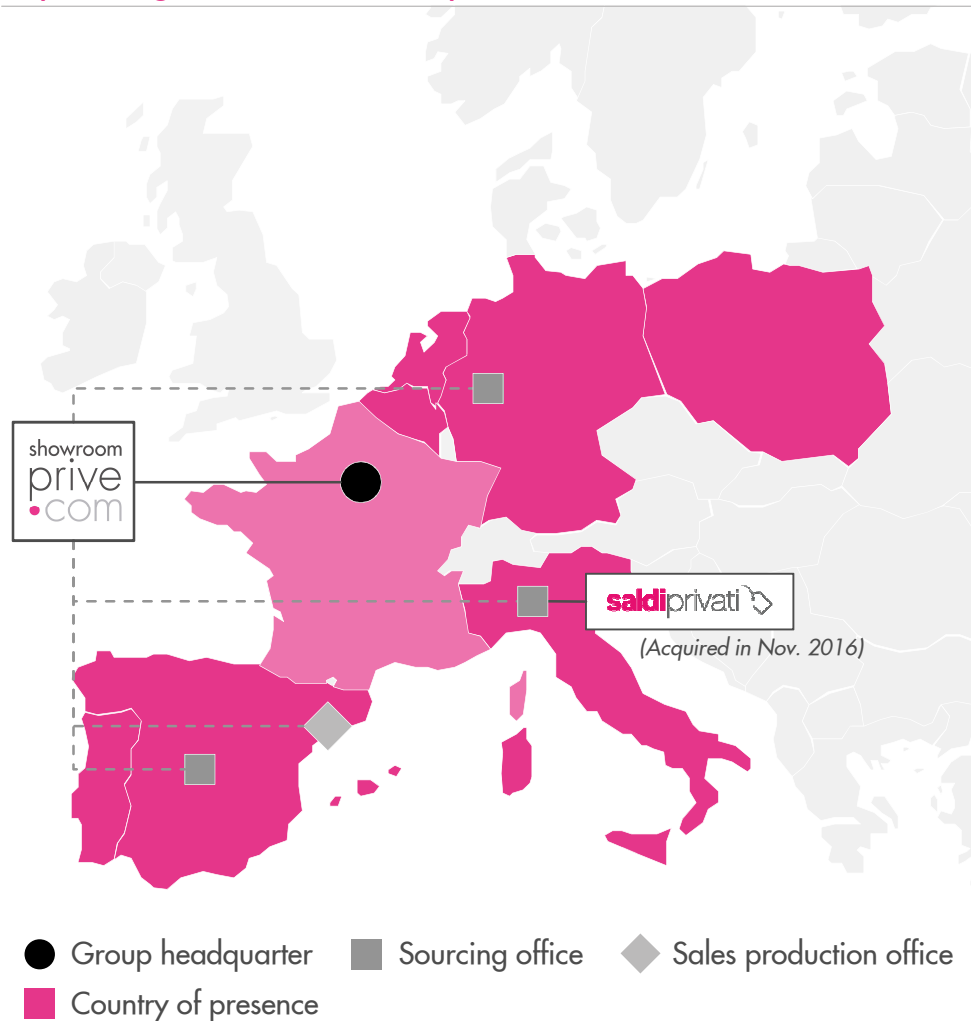 showroom
prive
•com
saldiprivati
(Acquired in Nov. 2016)
Group headquarter
Sourcing office
Sales production office
Country of presence